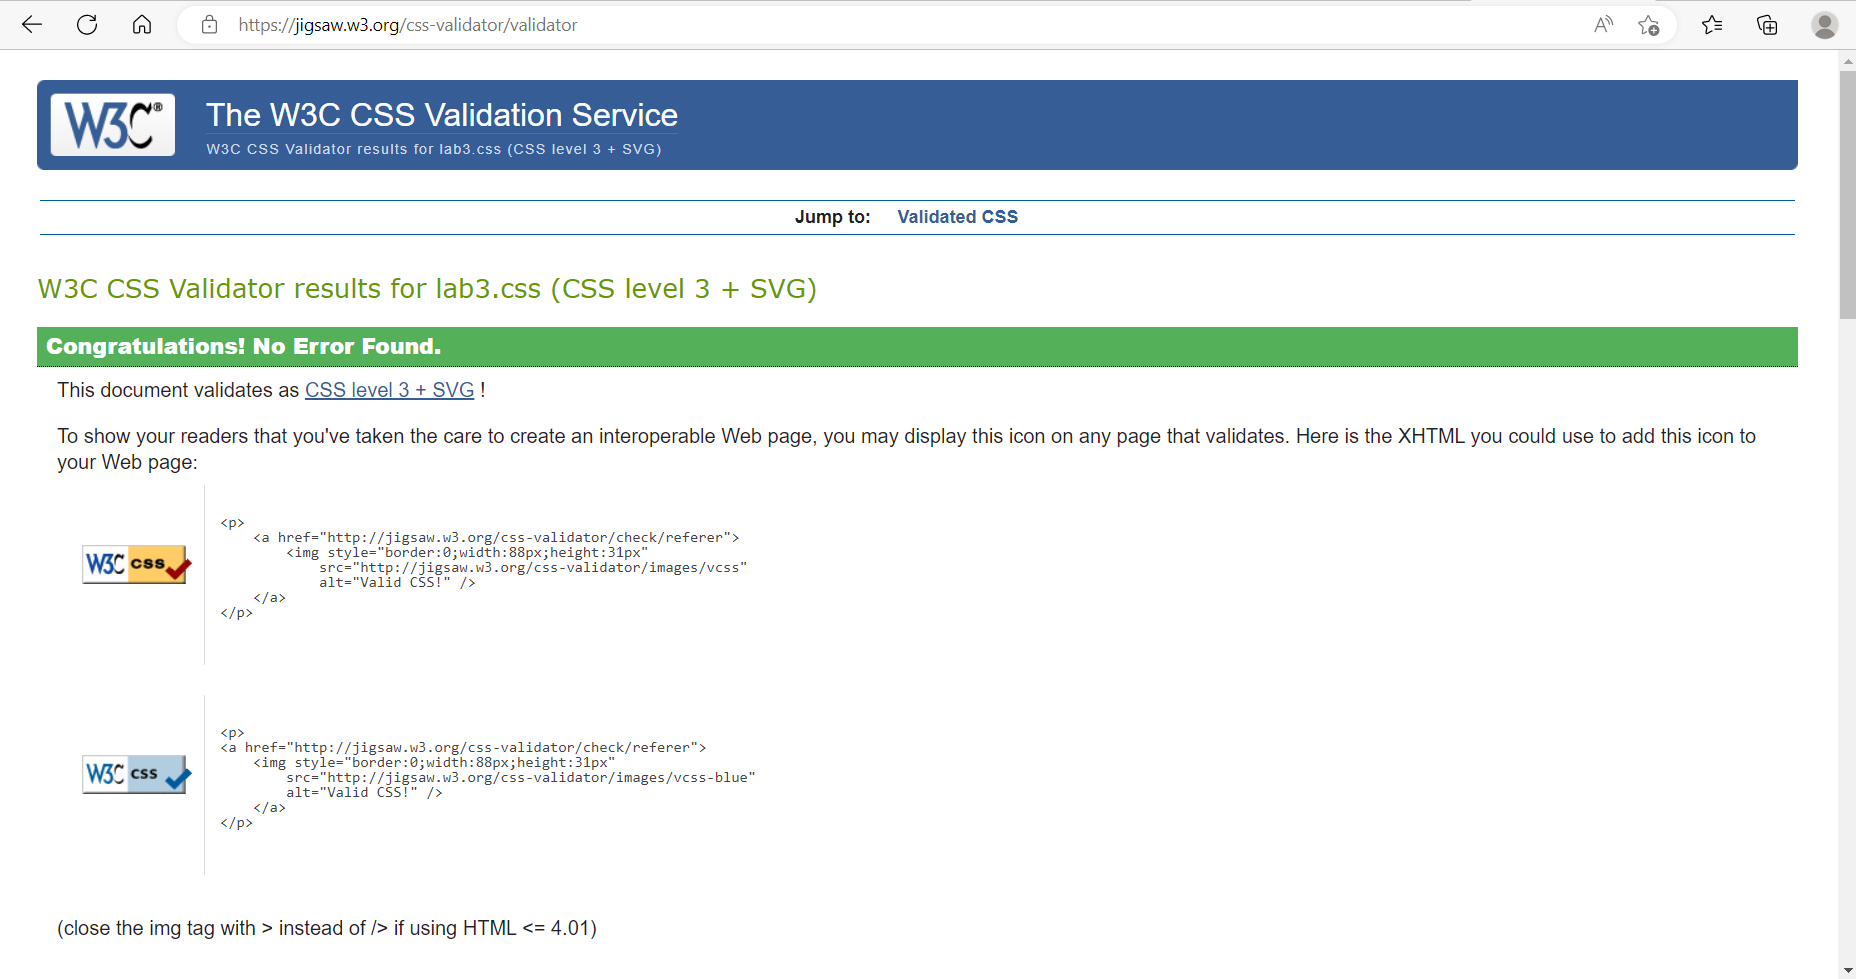 https://jigsaw.w3.org/css-validator/validator
W3C®
The W3C CSS Validation Service
W3C CSS Validator results for lab3.css (CSS level 3 + SVG)
Jump to: Validated CSS
W3C CSS Validator results for lab3.css (CSS level 3 + SVG)
Congratulations! No Error Found.
This document validates as CSS level 3 + SVG !
To show your readers that you've taken the care to create an interoperable Web page, you may display this icon on any page that validates. Here is the XHTML you could use to add this icon to
your Web page:
W3C css
<p>
    <a href="http://jigsaw.w3.org/css-validator/check/referer">
        <img style="border:0;width:88px;height:31px"
            src="http://jigsaw.w3.org/css-validator/images/vcss"
            alt="Valid CSS!" />
    </a>
</p>
W3C css
<p>
<a href="http://jigsaw.w3.org/css-validator/check/referer">
    <img style="border:0;width:88px;height:31px"
        src="http://jigsaw.w3.org/css-validator/images/vcss-blue"
        alt="Valid CSS!" />
    </a>
</p>
(close the img tag with > instead of /> if using HTML <= 4.01)